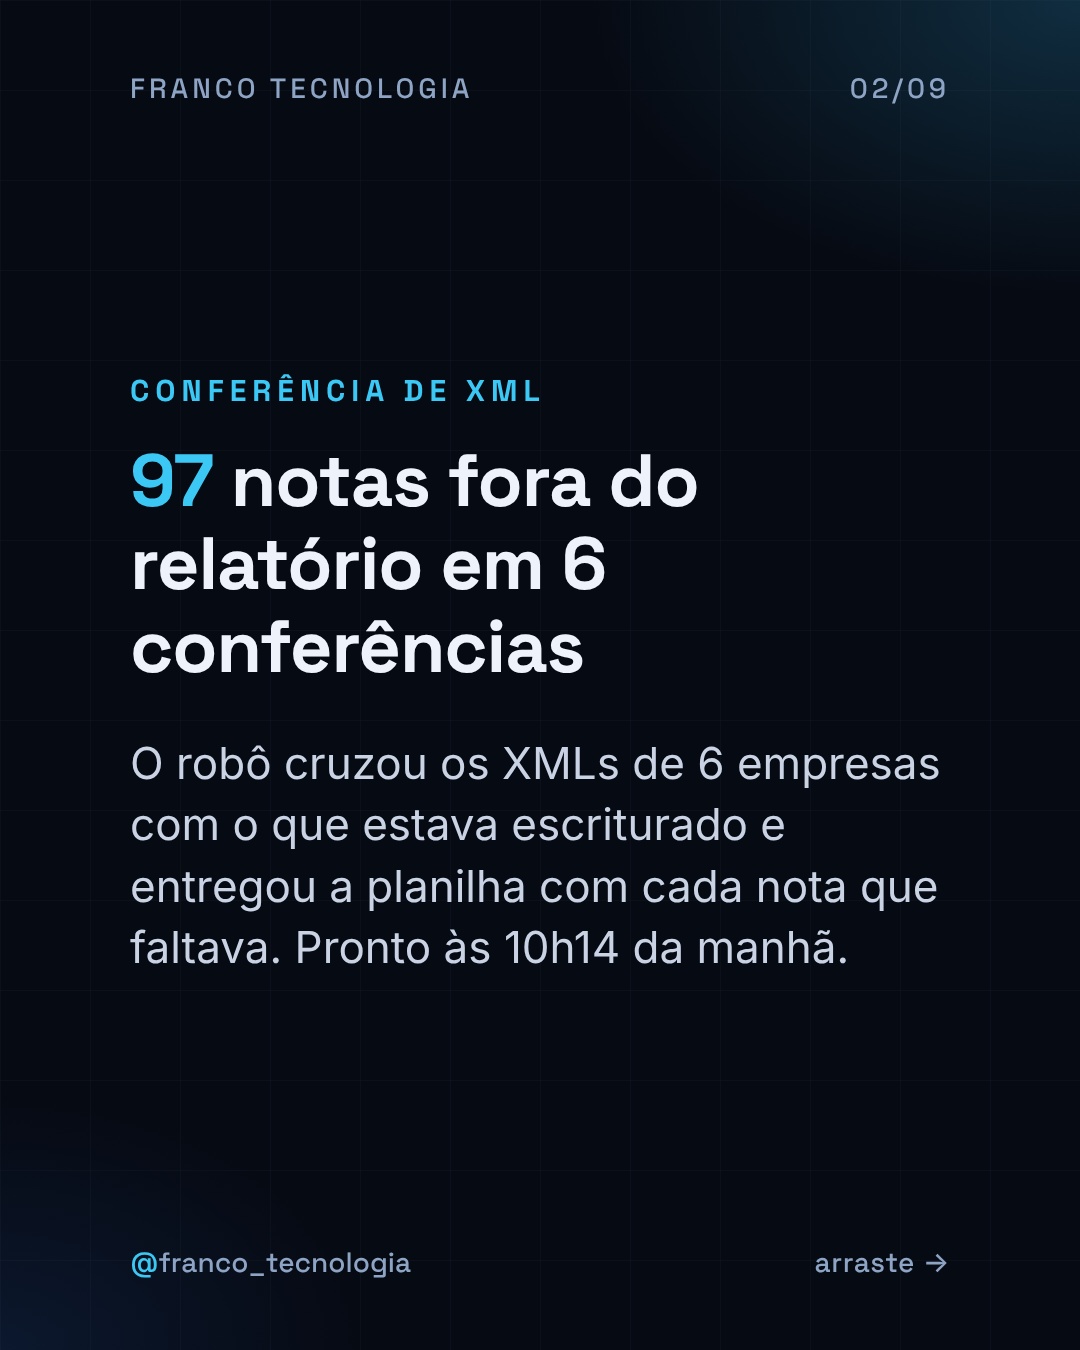 FRANCO TECNOLOGIA
02/09
CONFERÊNCIA DE XML
97 notas fora do
relatório em 6
conferências
O robô cruzou os XMLs de 6 empresas
com o que estava escriturado e
entregou a planilha com cada nota que
faltava. Pronto às 10h14 da manhã.
@franco_tecnologia
arraste →